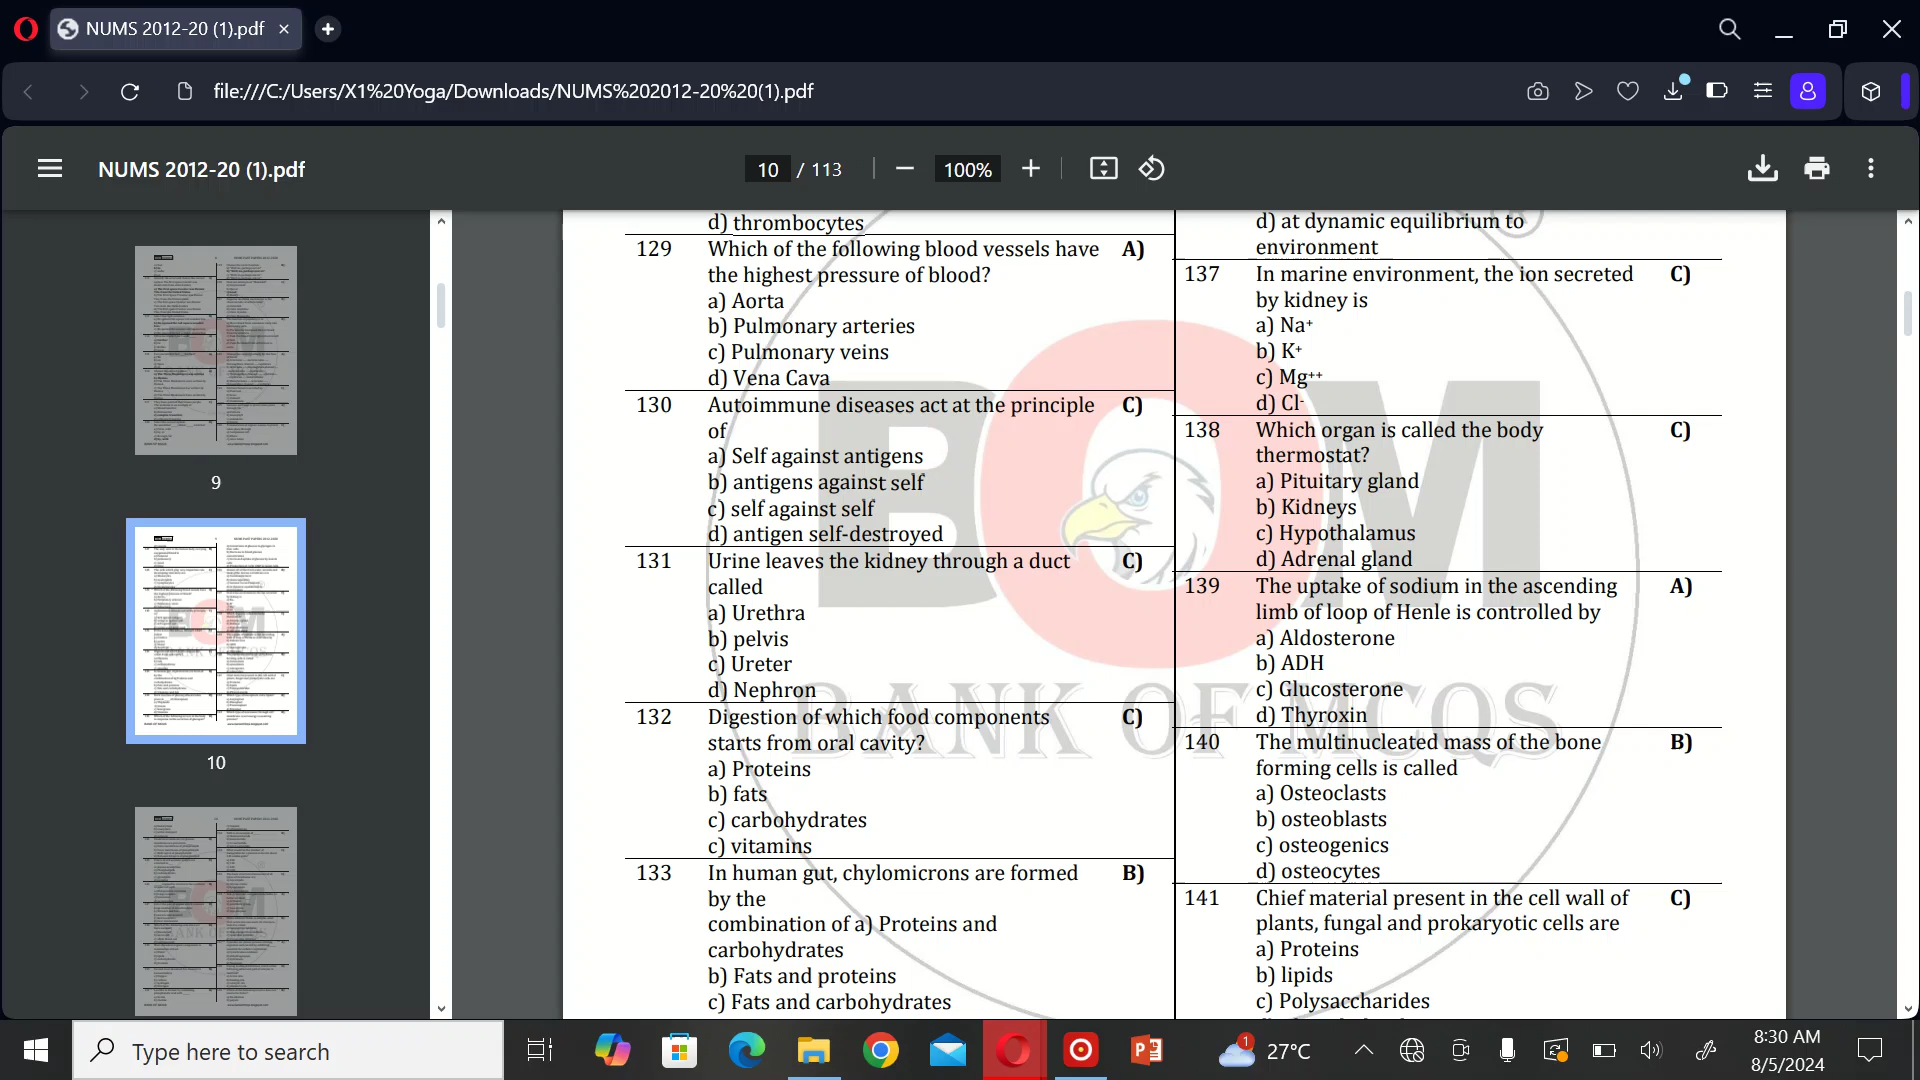 NUMS 2012-20 (1).pdf
file:///C:/Users/X1%20Yoga/Downloads/NUMS%202012-20%20(1).pdf
NUMS 2012-20 (1).pdf
10 / 113
100%
9
10
d) thrombocytes
129 Which of the following blood vessels have A)
the highest pressure of blood?
a) Aorta
b) Pulmonary arteries
c) Pulmonary veins
d) Vena Cava
130 Autoimmune diseases act at the principle C)
of
a) Self against antigens
b) antigens against self
c) self against self
d) antigen self-destroyed
131 Urine leaves the kidney through a duct C)
called
a) Urethra
b) pelvis
c) Ureter
d) Nephron
132 Digestion of which food components C)
starts from oral cavity?
a) Proteins
b) fats
c) carbohydrates
c) vitamins
133 In human gut, chylomicrons are formed B)
by the
combination of a) Proteins and
carbohydrates
b) Fats and proteins
c) Fats and carbohydrates
d) at dynamic equilibrium to
environment
137 In marine environment, the ion secreted C)
by kidney is
a) Na⁺
b) K⁺
c) Mg⁺⁺
d) Cl⁻
138 Which organ is called the body C)
thermostat?
a) Pituitary gland
b) Kidneys
c) Hypothalamus
d) Adrenal gland
139 The uptake of sodium in the ascending A)
limb of loop of Henle is controlled by
a) Aldosterone
b) ADH
c) Glucosterone
d) Thyroxin
140 The multinucleated mass of the bone B)
forming cells is called
a) Osteoclasts
b) osteoblasts
c) osteogenics
d) osteocytes
141 Chief material present in the cell wall of C)
plants, fungal and prokaryotic cells are
a) Proteins
b) lipids
c) Polysaccharides
BOM
BANK OF MCQS
Type here to search
1
27°C
8:30 AM
8/5/2024